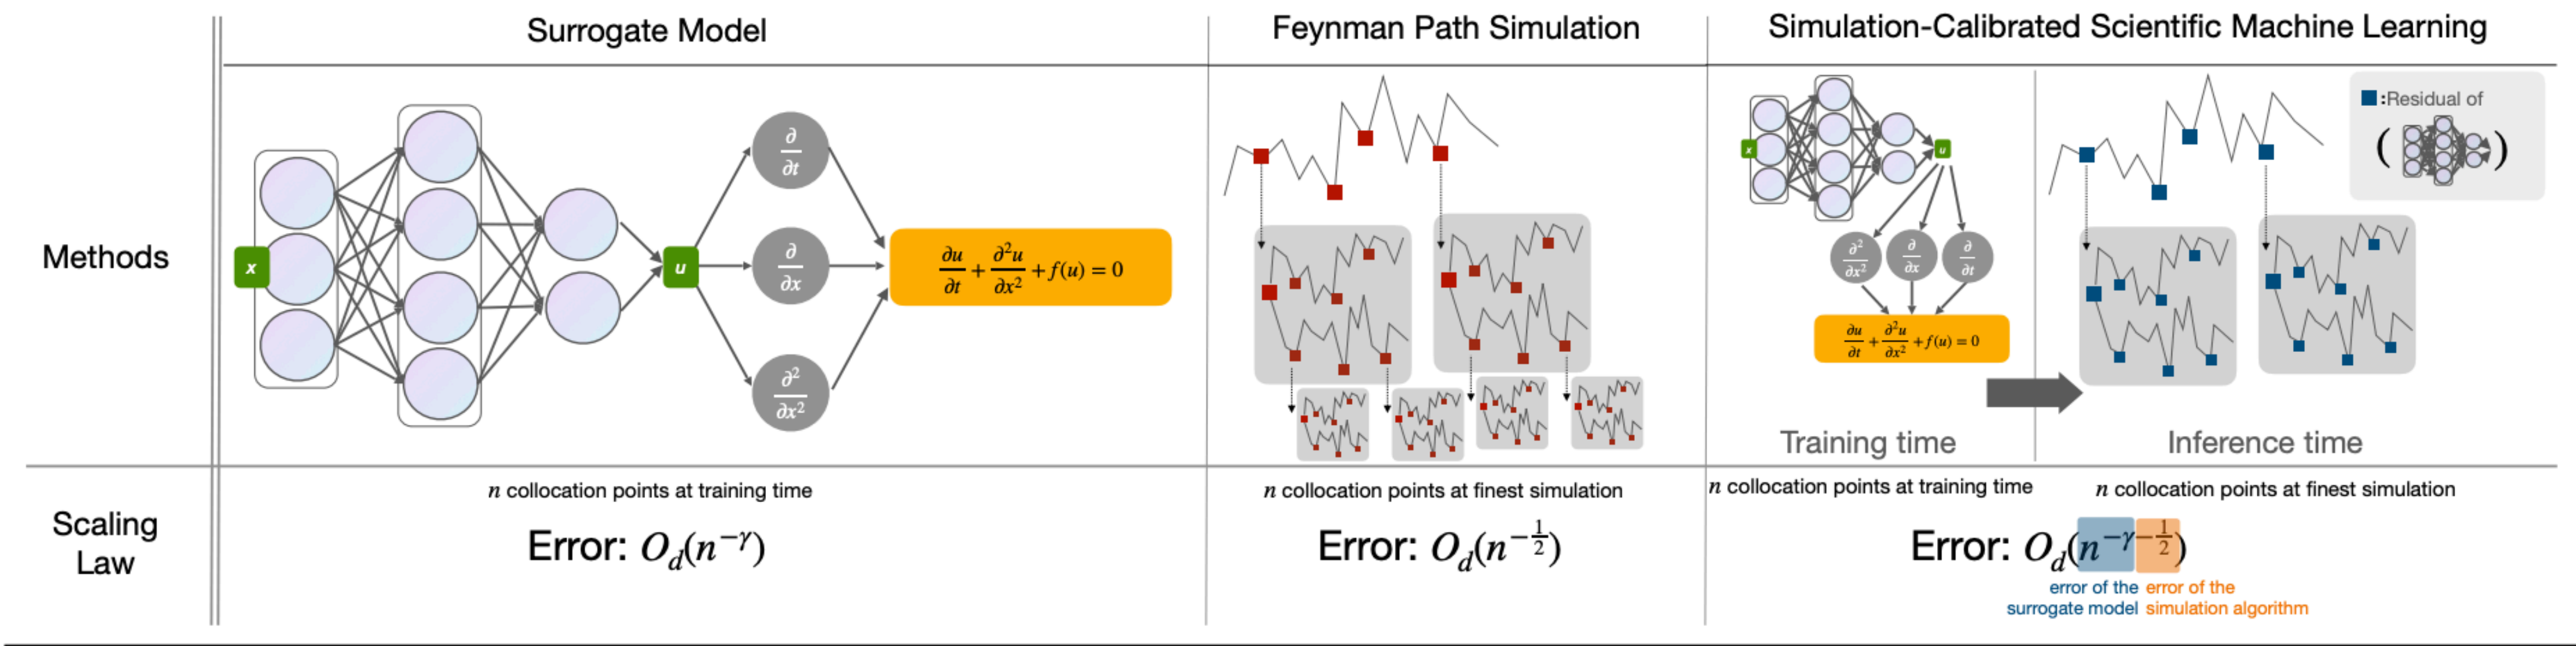 Surrogate Model
Feynman Path Simulation
Simulation-Calibrated Scientific Machine Learning
Methods
x
u
∂/∂t
∂/∂x
∂²/∂x²
∂u/∂t + ∂²u/∂x² + f(u) = 0
x
u
∂²/∂x²
∂/∂x
∂/∂t
∂u/∂t + ∂²u/∂x² + f(u) = 0
Training time
:Residual of
( )
Inference time
Scaling
Law
n collocation points at training time
Error: O_d(n^{-γ})
n collocation points at finest simulation
Error: O_d(n^{-1/2})
n collocation points at training time
n collocation points at finest simulation
Error: O_d(n^{-γ-1/2})
error of the
surrogate model
error of the
simulation algorithm